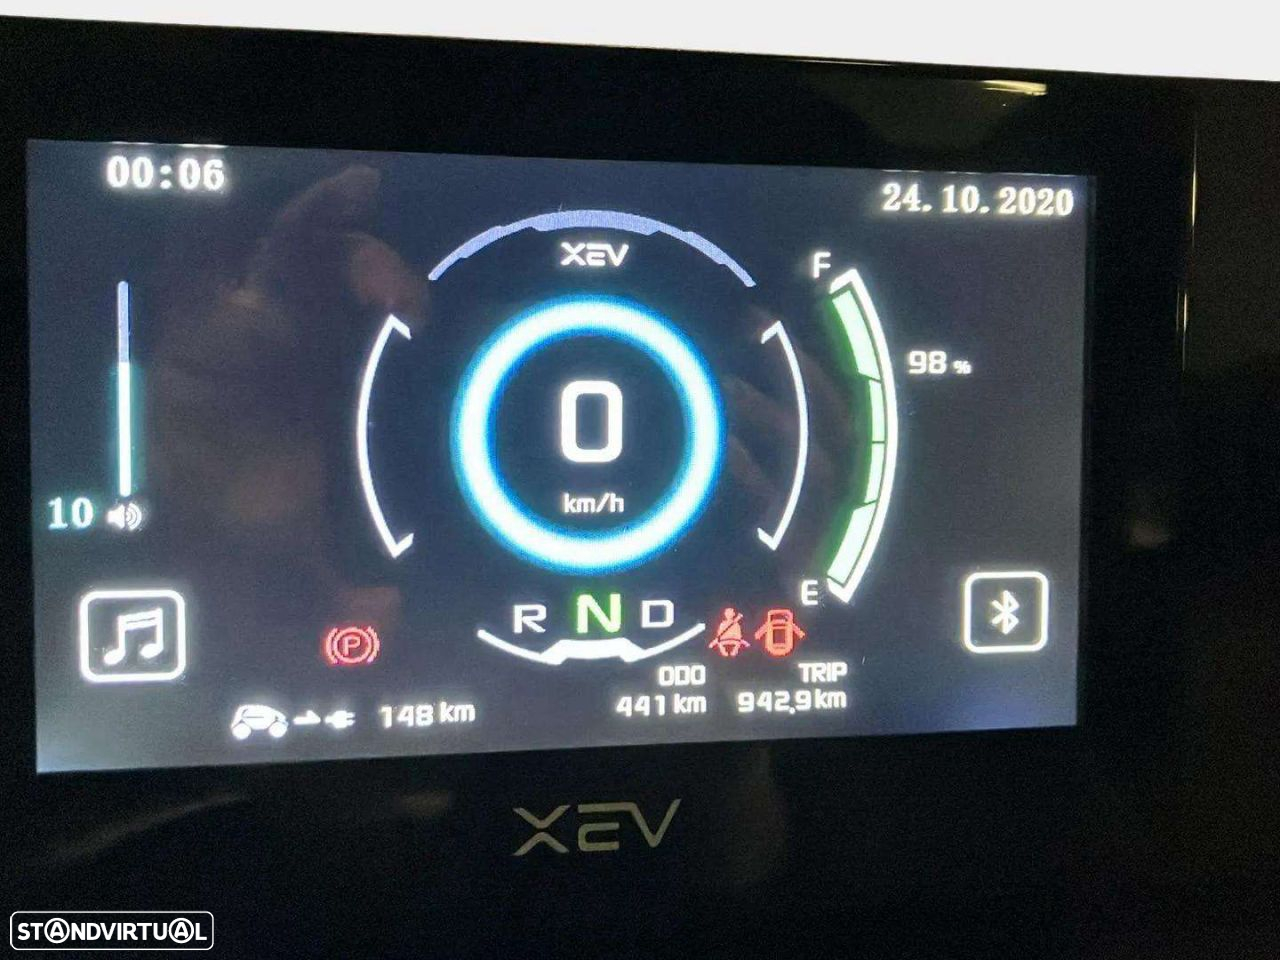 00:06
24.10.2020
XEV
F
98 %
0
km/h
10
E
R N D
P
ODO TRIP
441 km 942,9 km
148 km
XEV
STANDVIRTUAL